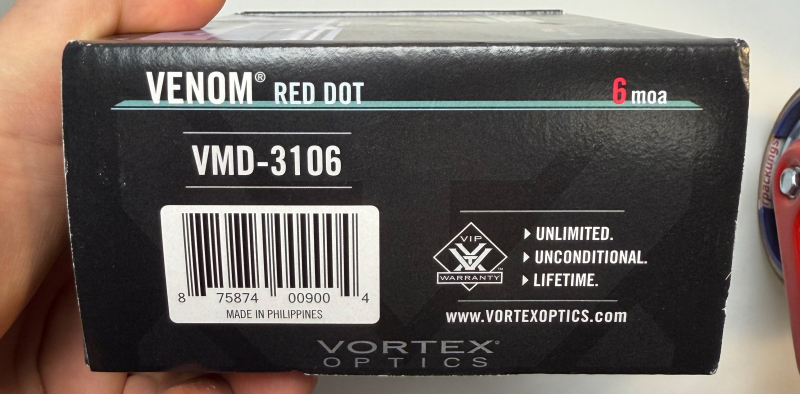 VENOM® RED DOT
6 moa
VMD-3106
8 75874 00900 4
MADE IN PHILIPPINES
VIP
WARRANTY
UNLIMITED.
UNCONDITIONAL.
LIFETIME.
www.VORTEXOPTICS.com
VORTEX®
OPTICS